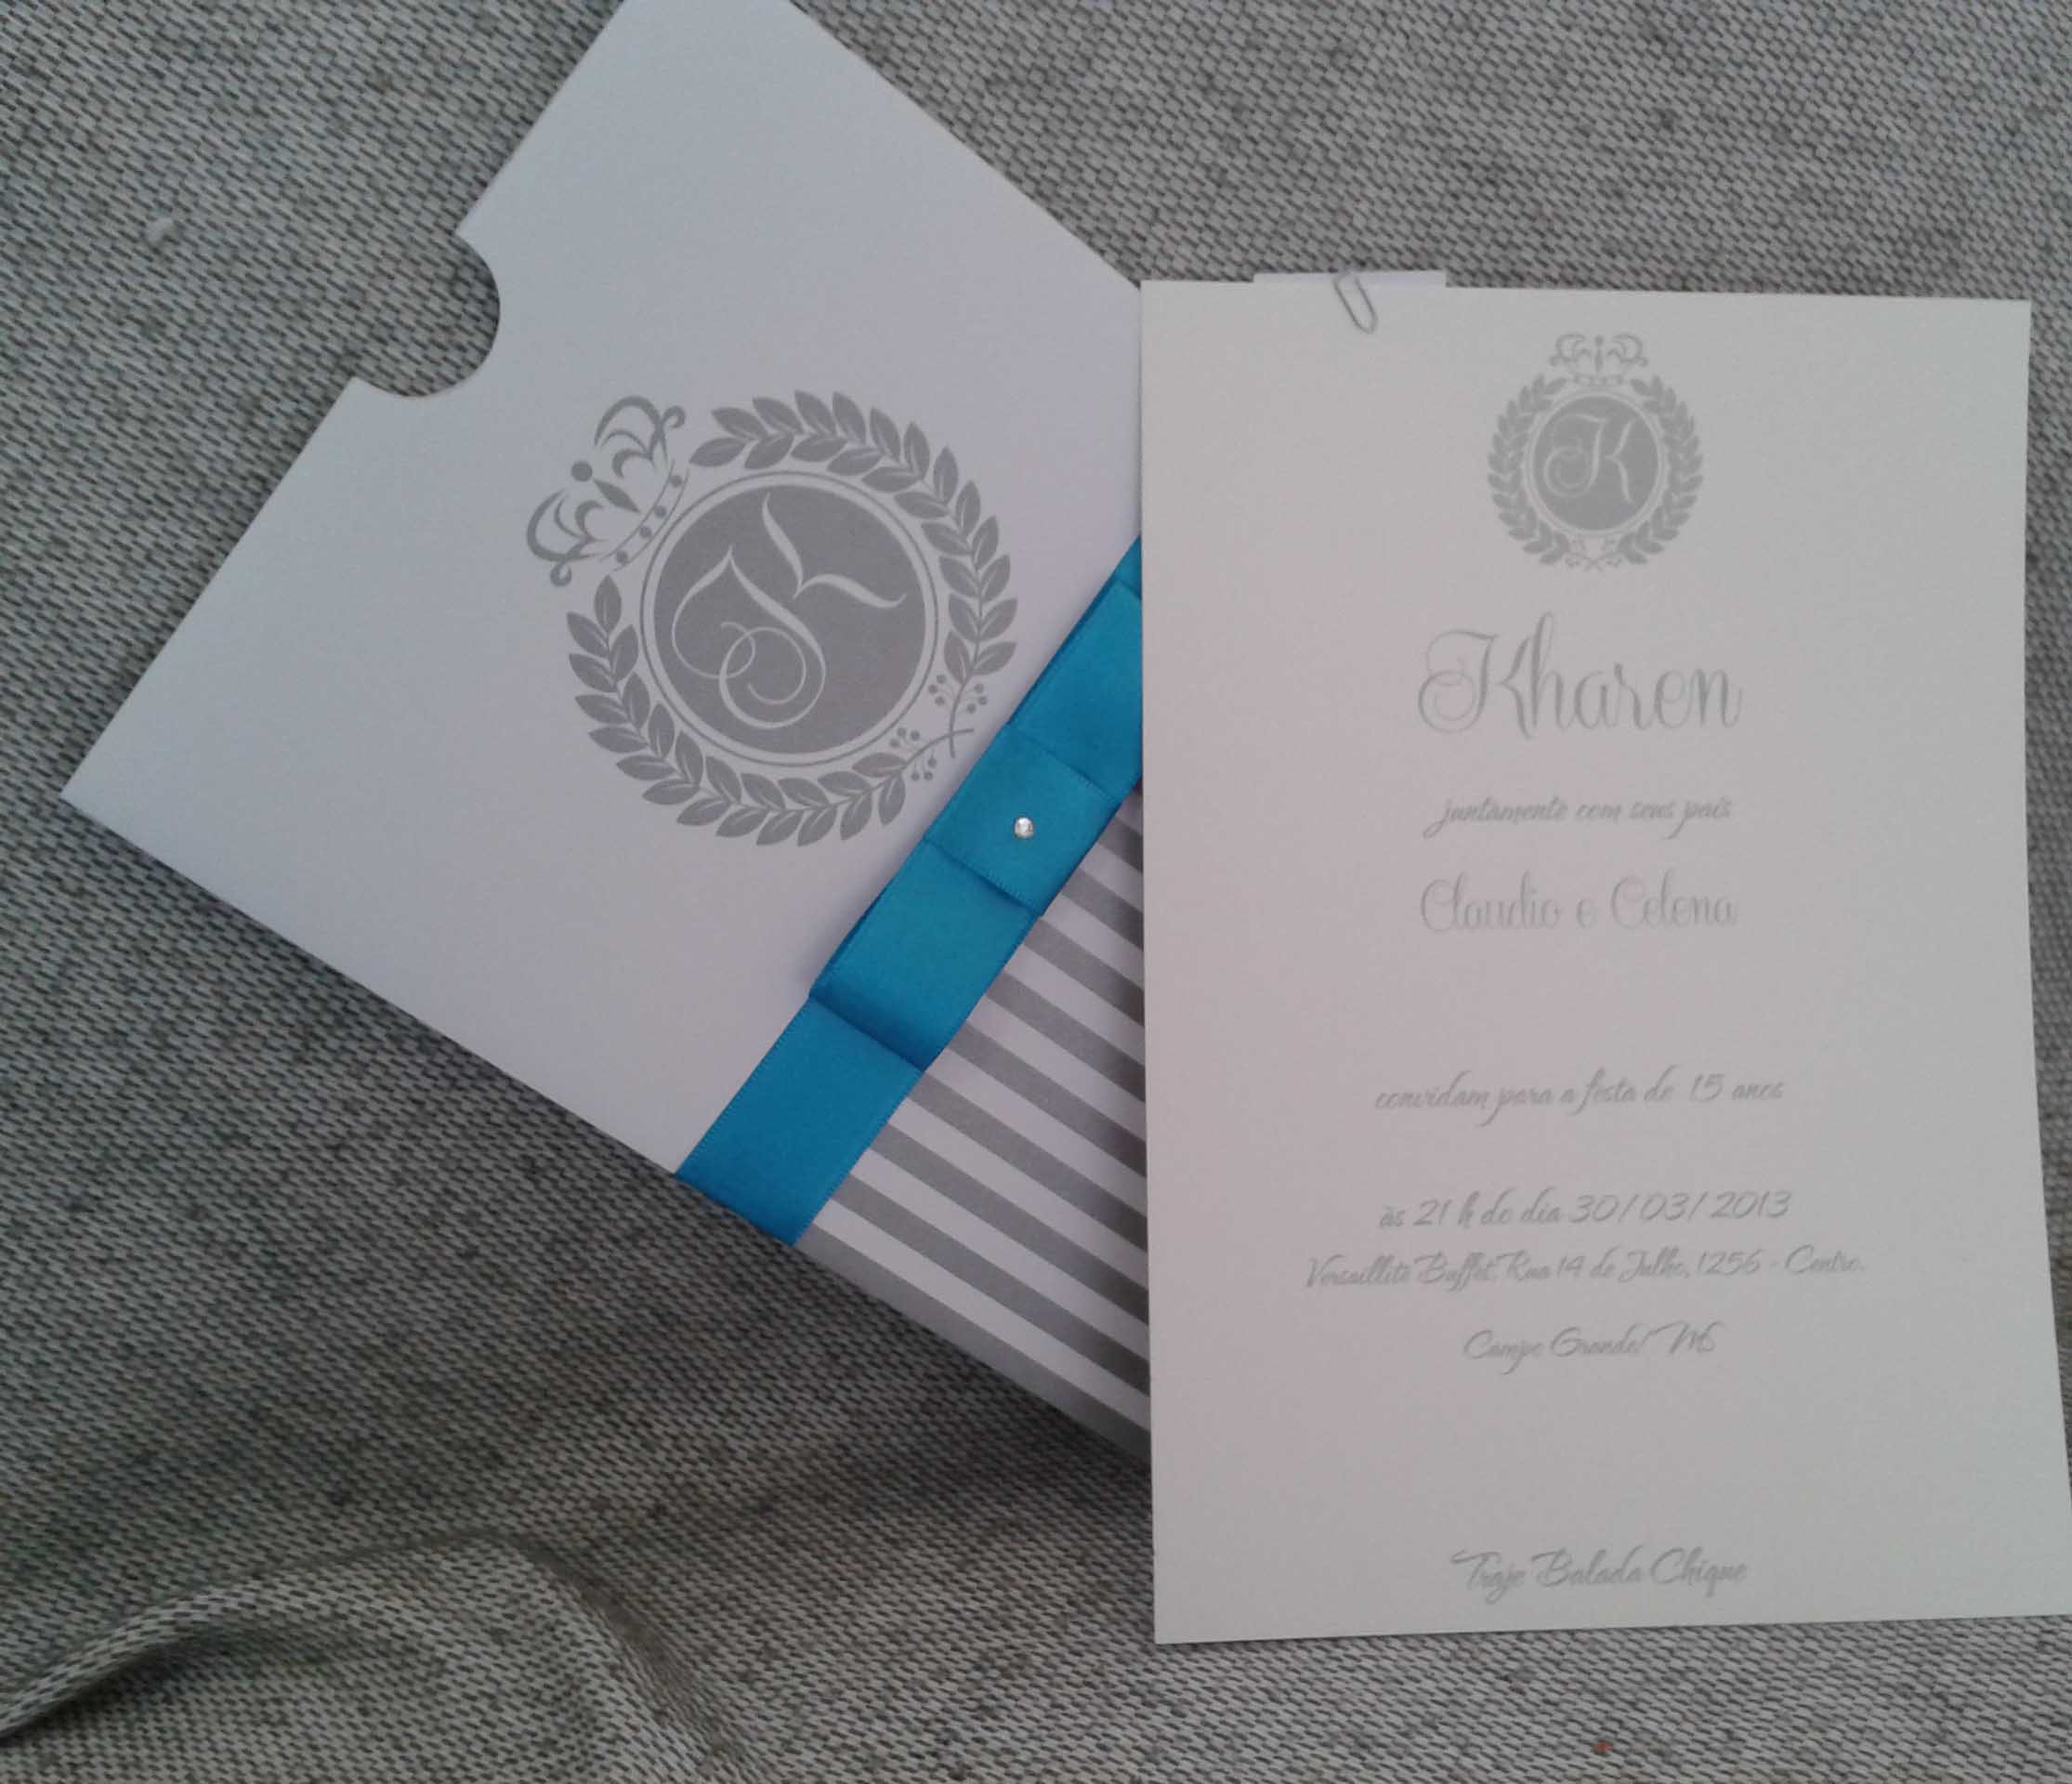 K
K
Kharen
juntamente com seus pais
Claudio e Celena
convidam para a festa de 15 anos
às 21 h do dia 30/03/2013
Versaillite Buffet, Rua 14 de Julho, 1256 - Centro.
Campo Grande/ MS
Traje Balada Chique